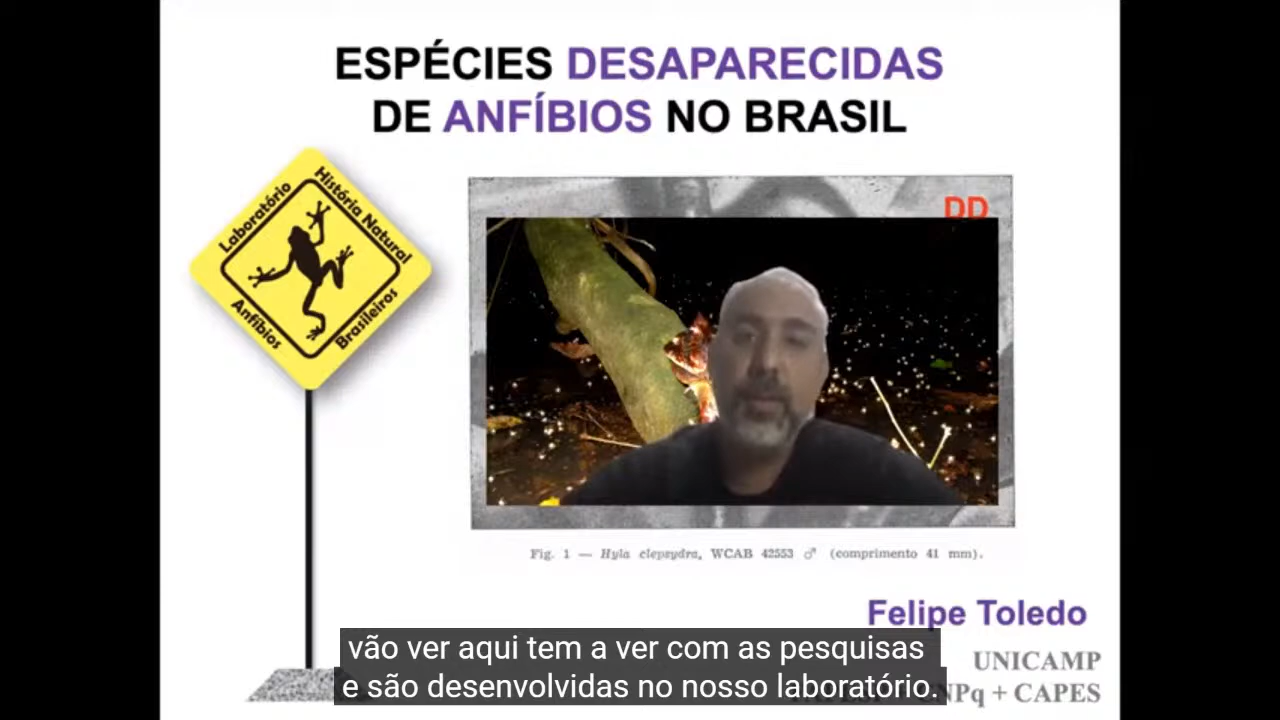 ESPÉCIES DESAPARECIDAS
DE ANFÍBIOS NO BRASIL
Laboratório
História Natural
Anfíbios
Brasileiros
DD
Fig. 1 — Hyla clepsydra, WCAB 42553 ♂ (comprimento 41 mm).
Felipe Toledo
UNICAMP
+ CNPq + CAPES
vão ver aqui tem a ver com as pesquisas
e são desenvolvidas no nosso laboratório.